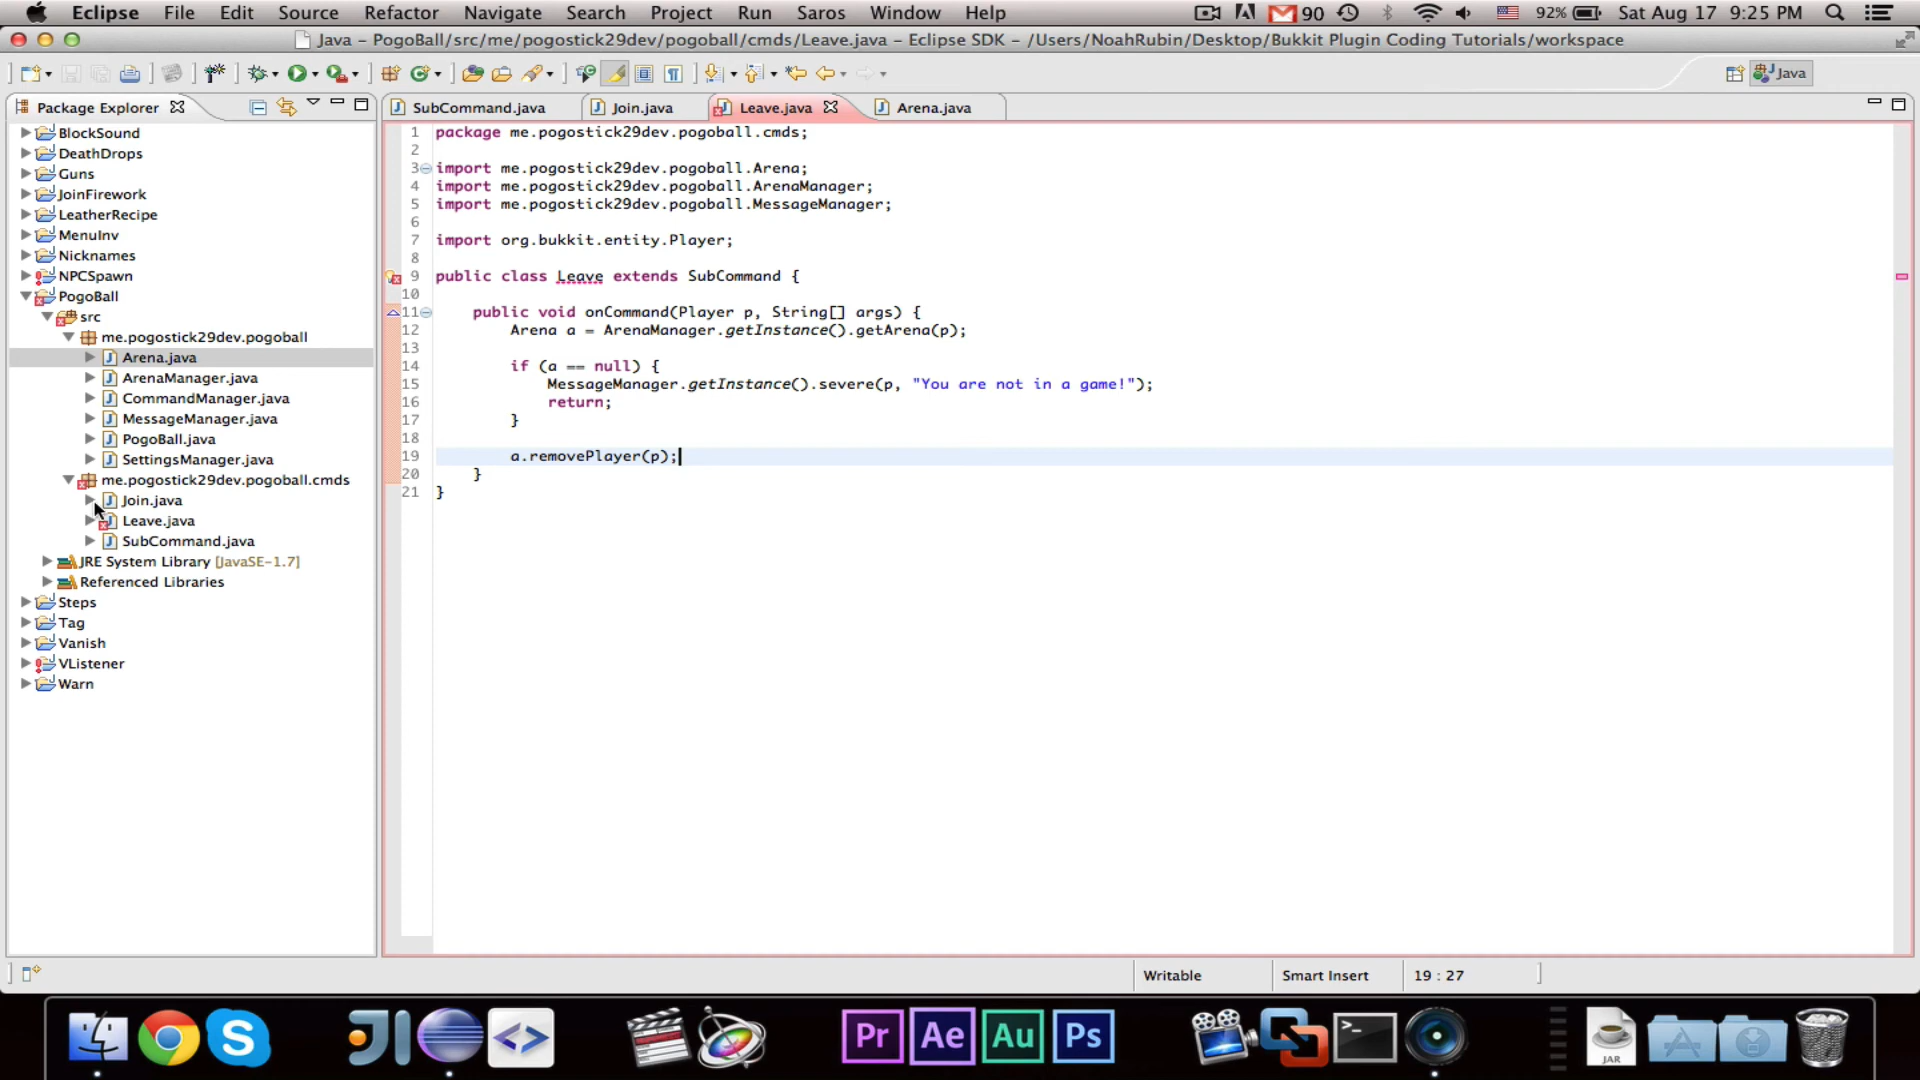 Eclipse File Edit Source Refactor Navigate Search Project Run Saros Window Help 90 92% Sat Aug 17 9:25 PM
Java – PogoBall/src/me/pogostick29dev/pogoball/cmds/Leave.java – Eclipse SDK – /Users/NoahRubin/Desktop/Bukkit Plugin Coding Tutorials/workspace
Java
Package Explorer
BlockSound
DeathDrops
Guns
JoinFirework
LeatherRecipe
MenuInv
Nicknames
NPCSpawn
PogoBall
src
me.pogostick29dev.pogoball
Arena.java
ArenaManager.java
CommandManager.java
MessageManager.java
PogoBall.java
SettingsManager.java
me.pogostick29dev.pogoball.cmds
Join.java
Leave.java
SubCommand.java
JRE System Library [JavaSE-1.7]
Referenced Libraries
Steps
Tag
Vanish
VListener
Warn
SubCommand.java Join.java Leave.java Arena.java
1 package me.pogostick29dev.pogoball.cmds;
2
3 import me.pogostick29dev.pogoball.Arena;
4 import me.pogostick29dev.pogoball.ArenaManager;
5 import me.pogostick29dev.pogoball.MessageManager;
6
7 import org.bukkit.entity.Player;
8
9 public class Leave extends SubCommand {
10
11 public void onCommand(Player p, String[] args) {
12 Arena a = ArenaManager.getInstance().getArena(p);
13
14 if (a == null) {
15 MessageManager.getInstance().severe(p, "You are not in a game!");
16 return;
17 }
18
19 a.removePlayer(p);
20 }
21 }
Writable Smart Insert 19 : 27
S JI <> Pr Ae Au Ps >_ JAR